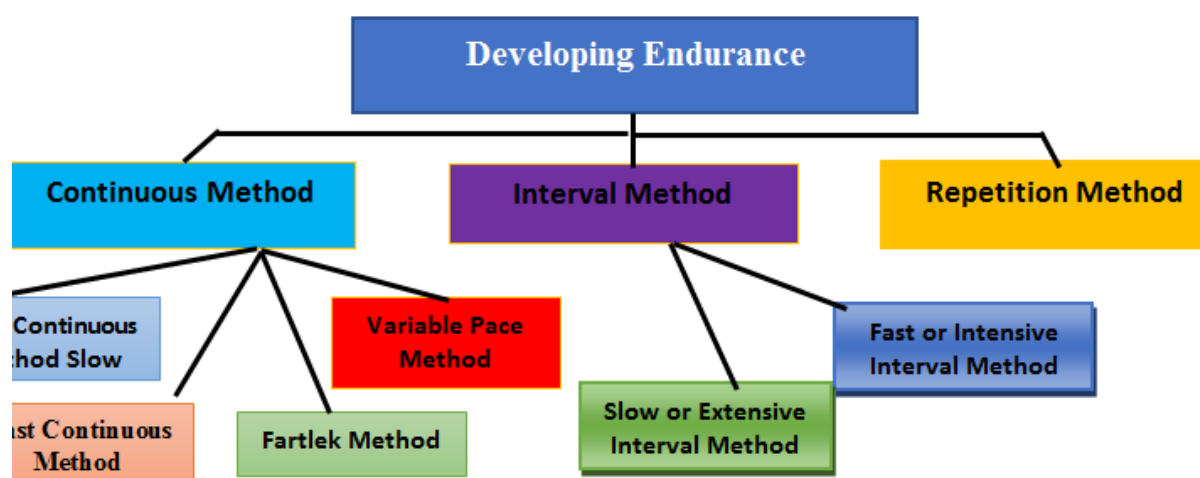 Developing Endurance
Continuous Method
Interval Method
Repetition Method
Continuous
Slow
Variable Pace
Method
Fast or Intensive
Interval Method
Continuous
Method
Fartlek Method
Slow or Extensive
Interval Method